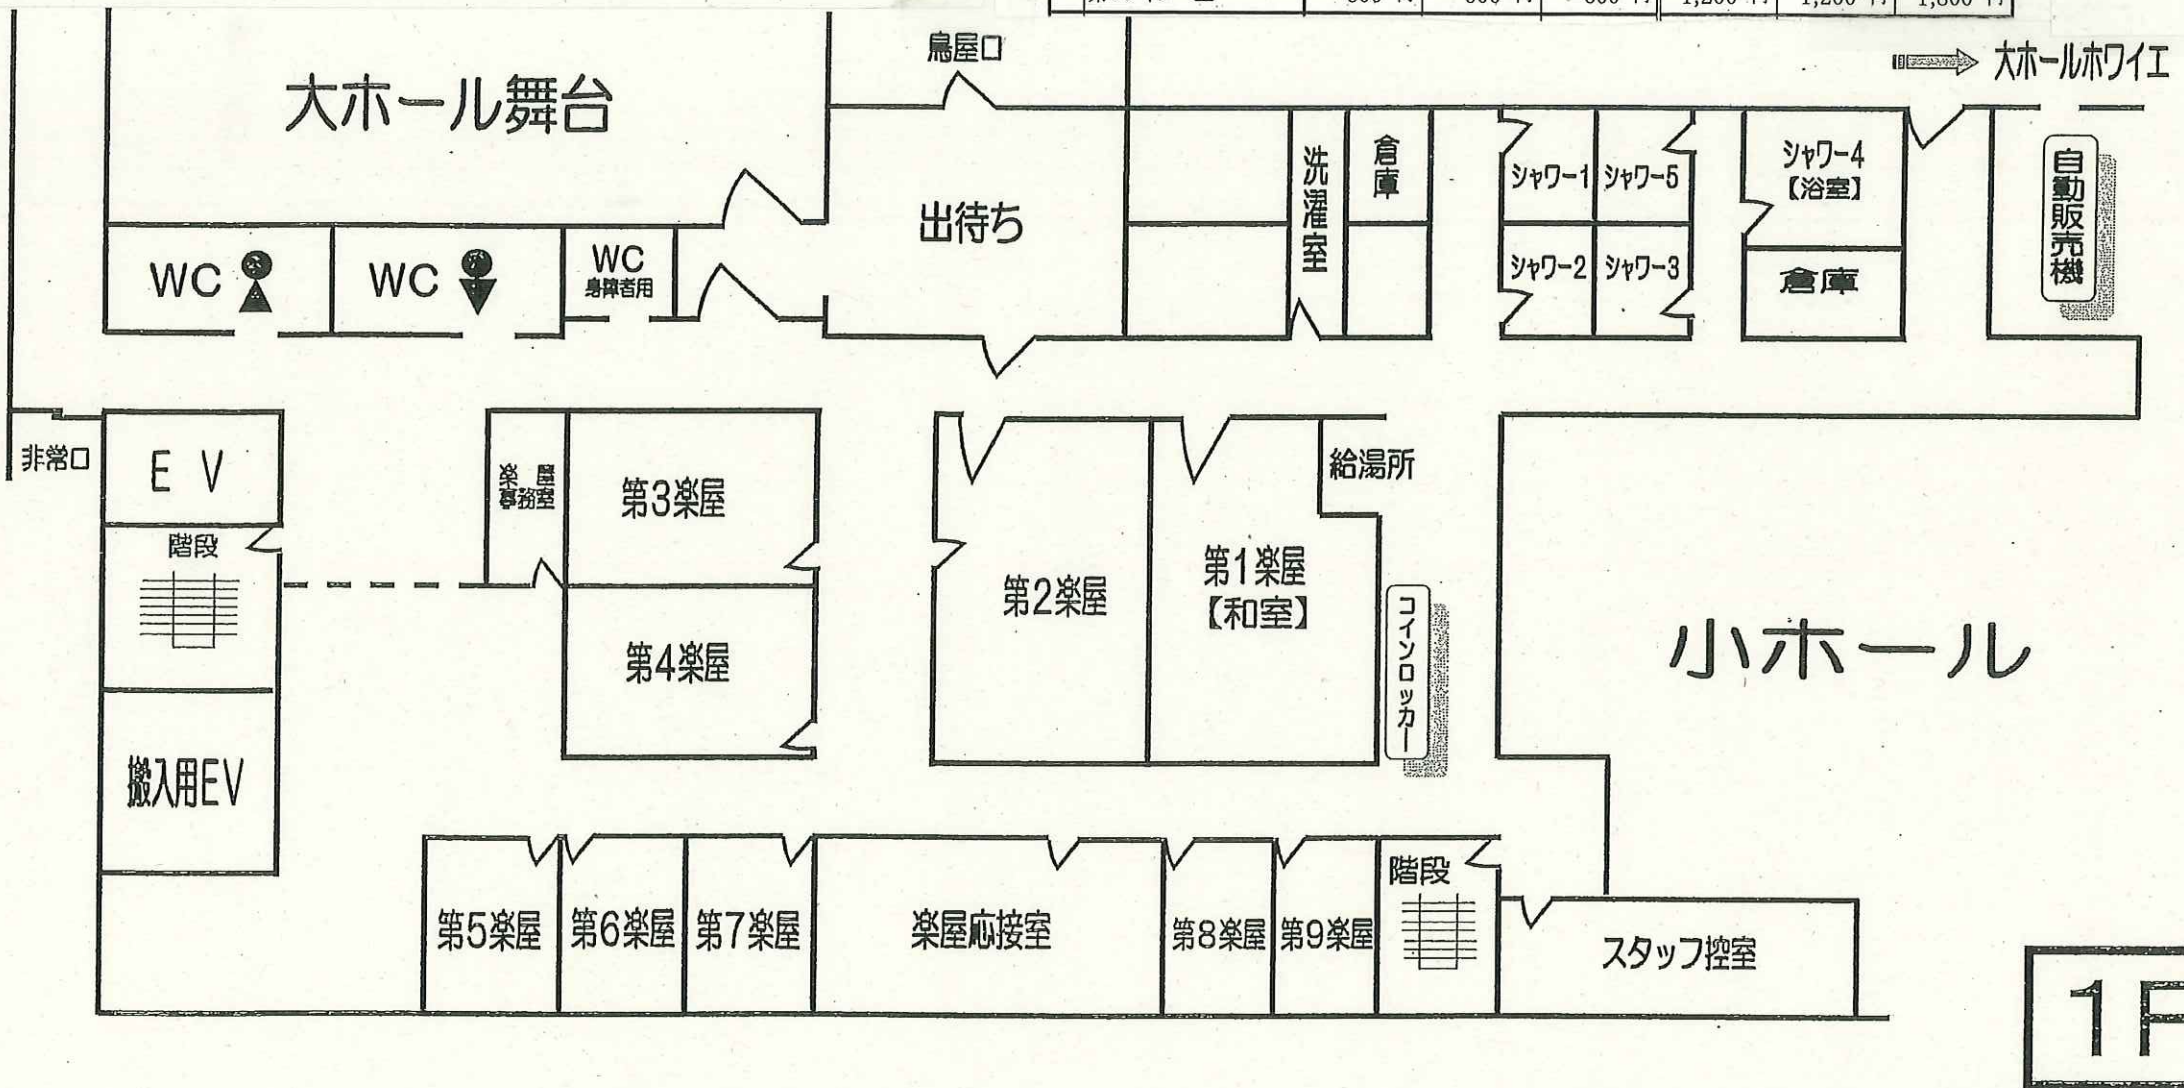 1,200 1,200 1,800
鳥屋口
大ホールホワイエ
大ホール舞台
出待ち
洗濯室
倉庫
シャワー1
シャワー5
シャワー4
【浴室】
自動販売機
WC
WC
WC
身障者用
シャワー2
シャワー3
倉庫
非常口
EV
楽屋
事務室
第3楽屋
給湯所
階段
第2楽屋
第1楽屋
【和室】
コインロッカー
小ホール
第4楽屋
搬入用EV
第5楽屋
第6楽屋
第7楽屋
楽屋応接室
第8楽屋
第9楽屋
階段
スタッフ控室
1F